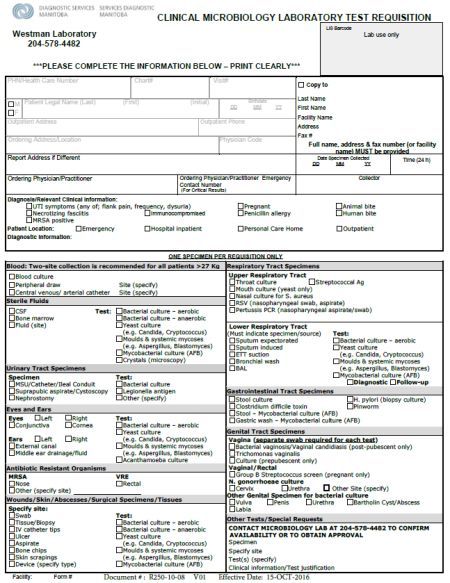 DIAGNOSTIC SERVICES MANITOBA
SERVICES DIAGNOSTIC MANITOBA
CLINICAL MICROBIOLOGY LABORATORY TEST REQUISITION
Westman Laboratory
204-578-4482
LIS Barcode
Lab use only
***PLEASE COMPLETE THE INFORMATION BELOW – PRINT CLEARLY***
PHN/Health Care Number Chart# Visit#
M Patient Legal Name (Last) (First) (Initial) Birthdate
F DD MM YY
Outpatient Address Outpatient Phone
Ordering Address/Location Physician Code
Copy to
Last Name
First Name
Facility Name
Address
Fax #
Full name, address & fax number (or facility name) MUST be provided
Report Address if Different
Date Specimen Collected Time (24 h)
DD MM YY
Ordering Physician/Practitioner
Ordering Physician/Practitioner Emergency Contact Number
(For Critical Results)
Collector
Diagnosis/Relevant Clinical Information:
UTI symptoms (any of; flank pain, frequency, dysuria) Pregnant Animal bite
Necrotizing fasciitis Immunocompromised Penicillin allergy Human bite
MRSA positive
Patient Location: Emergency Hospital inpatient Personal Care Home Outpatient
Diagnostic Information:
ONE SPECIMEN PER REQUISITION ONLY
Blood: Two-site collection is recommended for all patients >27 Kg
Blood culture
Peripheral draw Site (specify)
Central venous/ arterial catheter Site (specify)
Sterile Fluids
CSF Test: Bacterial culture – aerobic
Bone marrow Bacterial culture – anaerobic
Fluid (site) Yeast culture
(e.g. Candida, Cryptococcus)
Moulds & systemic mycoses
(e.g. Aspergillus, Blastomyces)
Mycobacterial culture (AFB)
Crystals (microscopy)
Urinary Tract Specimens
Specimen Test:
MSU/Catheter/Ileal Conduit Bacterial culture
Suprapubic aspirate/Cystoscopy Legionella antigen
Nephrostomy Other (specify)
Eyes and Ears
Eyes Left Right Test:
Conjunctiva Cornea Bacterial culture
Yeast culture
Ears Left Right (e.g. Candida, Cryptococcus)
External canal Moulds & systemic mycoses
Middle ear drainage/fluid (e.g. Aspergillus, Blastomyces)
Acanthamoeba
Antibiotic Resistant Organisms
MRSA VRE
Nose Rectal
Other (specify site)
Wounds/Skin/Abscesses/Surgical Specimens/Tissues
Specify site:
Swab Test:
Tissue/Biopsy Bacterial culture – aerobic
IV catheter tips Bacterial culture – anaerobic
Ulcer Yeast culture
Aspirate (e.g. Candida, Cryptococcus)
Bone chips Moulds & systemic mycoses
Skin scrapings (e.g. Aspergillus, Blastomyces)
Device (specify type) Mycobacterial culture (AFB)
Respiratory Tract Specimens
Upper Respiratory Tract
Throat culture Streptococcal Ag
Mouth culture (yeast only)
Nasal culture for S. aureus
RSV (nasopharyngeal swab, aspirate)
Pertussis PCR (nasopharyngeal swab/aspirate)
Lower Respiratory Tract
(Must indicate specimen/source) Test:
Sputum expectorated Bacterial culture
Sputum induced Yeast culture
ETT suction (e.g. Candida, Cryptococcus)
Bronchial wash Moulds & systemic mycoses
BAL (e.g. Aspergillus, Blastomyces)
Mycobacterial culture (AFB)
Diagnostic Follow-up
Gastrointestinal Tract Specimens
Stool culture H. pylori (biopsy culture)
Clostridium difficile toxin Pinworm
Stool – Mycobacterial culture (AFB)
Gastric wash – Mycobacterial culture (AFB)
Genital Tract Specimens
Vagina (separate swab required for each test)
Bacterial vaginosis/Vaginal candidiasis (post-pubescent only)
Trichomonas vaginalis
Culture (prepubescent only)
Vaginal/Rectal
Group B Streptococcus screen (pregnant only)
N. gonorrhoeae culture
Cervix Urethra Other Site (specify)
Other Genital Specimen for bacterial culture
Vulva Penis Urethra Bartholin Cyst/Abscess
Labia
Other Tests/Special Requests
CONTACT MICROBIOLOGY LAB AT 204-578-4482 TO CONFIRM
AVAILABILITY OR TO OBTAIN APPROVAL
Specimen
Specify site
Test(s) (specify)
Clinical information/Test justification
Facility: Form # Document # : R250-10-08 V01 Effective Date: 15-OCT-2016